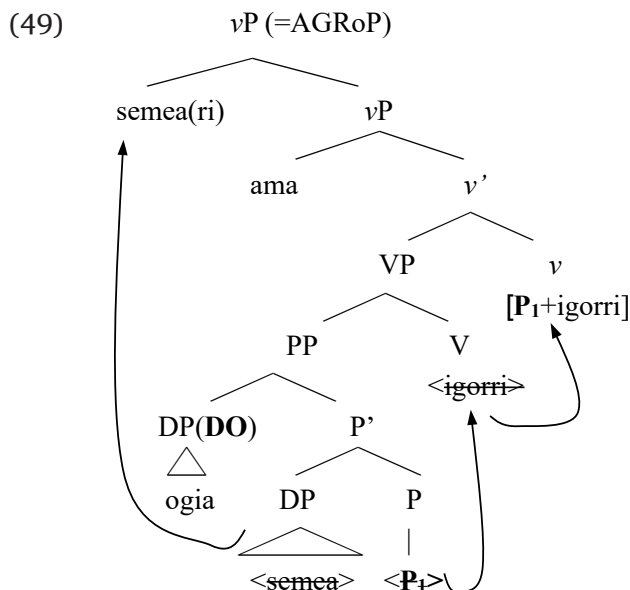 (49) vP (=AGRoP)
semea(ri) vP
ama v’
VP v
[P₁+igorri]
PP V
<igorri>
DP(DO) P’
ogia DP P
<semea> <P₁>